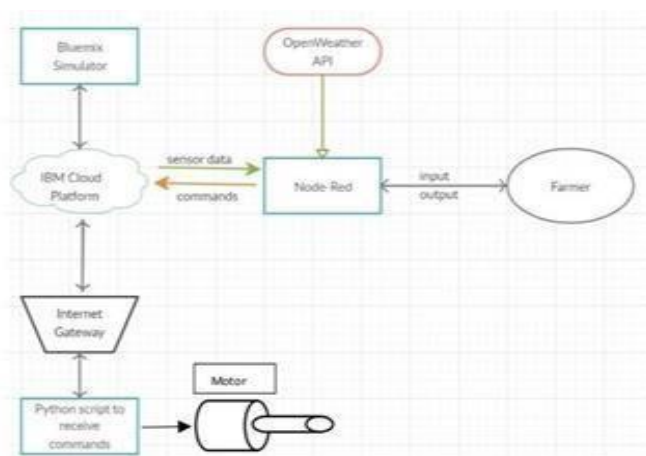 Bluemix
Simulator
OpenWeather
API
IBM Cloud
Platform
sensor data
commands
Node-Red
input
output
Farmer
Internet
Gateway
Motor
Python script to
receive
commands